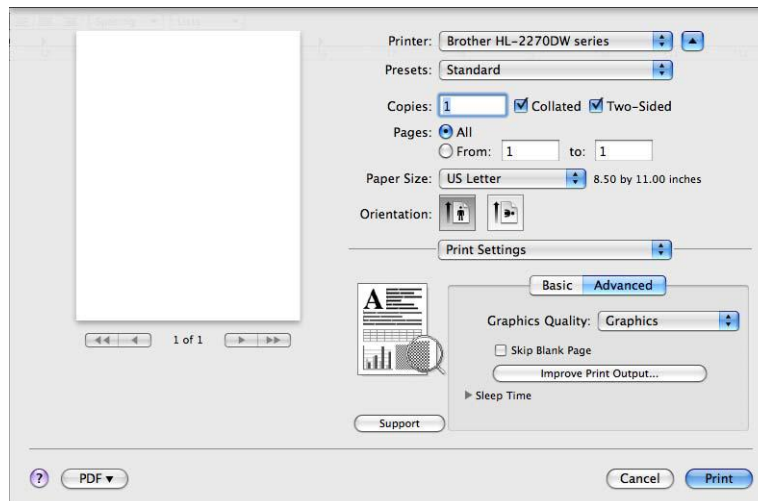 Printer: Brother HL-2270DW series
Presets: Standard
Copies: 1 Collated Two-Sided
Pages: All
From: 1 to: 1
Paper Size: US Letter 8.50 by 11.00 inches
Orientation:
Print Settings
Basic Advanced
A
Graphics Quality: Graphics
Skip Blank Page
Improve Print Output...
Sleep Time
Support
1 of 1
? PDF ▼ Cancel Print